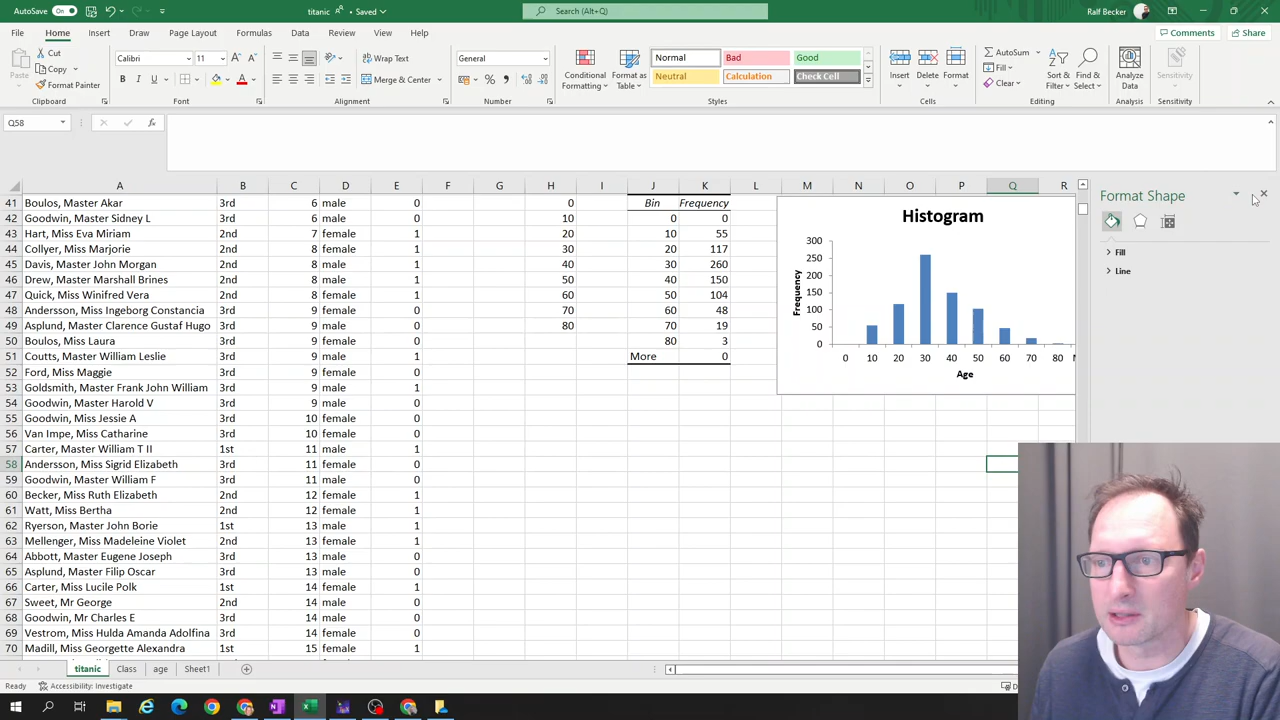 AutoSave On titanic • Saved Search (Alt+Q) Ralf Becker
File Home Insert Draw Page Layout Formulas Data Review View Help Comments Share
Cut Calibri 11 Wrap Text General Normal Bad Good AutoSum
Paste Copy Conditional Format as Insert Delete Format Fill Sort & Find & Analyze Sensitivity
Format Painter B I U Merge & Center Formatting Table Neutral Calculation Check Cell Clear Filter Select Data
Clipboard Font Alignment Number Styles Cells Editing Analysis Sensitivity
Q58 fx
A B C D E F G H I J K L M N O P Q R
41 Boulos, Master Akar 3rd 6 male 0 0 Bin Frequency
42 Goodwin, Master Sidney L 3rd 6 male 0 10 0 0
43 Hart, Miss Eva Miriam 2nd 7 female 1 20 10 55
44 Collyer, Miss Marjorie 2nd 8 female 1 30 20 117
45 Davis, Master John Morgan 2nd 8 male 1 40 30 260
46 Drew, Master Marshall Brines 2nd 8 male 1 50 40 150
47 Quick, Miss Winifred Vera 2nd 8 female 1 60 50 104
48 Andersson, Miss Ingeborg Constancia 3rd 9 female 0 70 60 48
49 Asplund, Master Clarence Gustaf Hugo 3rd 9 male 0 80 70 19
50 Boulos, Miss Laura 3rd 9 female 0 80 3
51 Coutts, Master William Leslie 3rd 9 male 1 More 0
52 Ford, Miss Maggie 3rd 9 female 0
53 Goldsmith, Master Frank John William 3rd 9 male 1
54 Goodwin, Master Harold V 3rd 9 male 0
55 Goodwin, Miss Jessie A 3rd 10 female 0
56 Van Impe, Miss Catharine 3rd 10 female 0
57 Carter, Master William T II 1st 11 male 1
58 Andersson, Miss Sigrid Elizabeth 3rd 11 female 0
59 Goodwin, Master William F 3rd 11 male 0
60 Becker, Miss Ruth Elizabeth 2nd 12 female 1
61 Watt, Miss Bertha 2nd 12 female 1
62 Ryerson, Master John Borie 1st 13 male 1
63 Mellenger, Miss Madeleine Violet 2nd 13 female 1
64 Abbott, Master Eugene Joseph 3rd 13 male 0
65 Asplund, Master Filip Oscar 3rd 13 male 0
66 Carter, Miss Lucile Polk 1st 14 female 1
67 Sweet, Mr George 2nd 14 male 0
68 Goodwin, Mr Charles E 3rd 14 male 0
69 Vestrom, Miss Hulda Amanda Adolfina 3rd 14 female 0
70 Madill, Miss Georgette Alexandra 1st 15 female 1
Histogram
Frequency
300
250
200
150
100
50
0
0 10 20 30 40 50 60 70 80
Age
Format Shape
Fill
Line
titanic Class age Sheet1
Ready Accessibility: Investigate